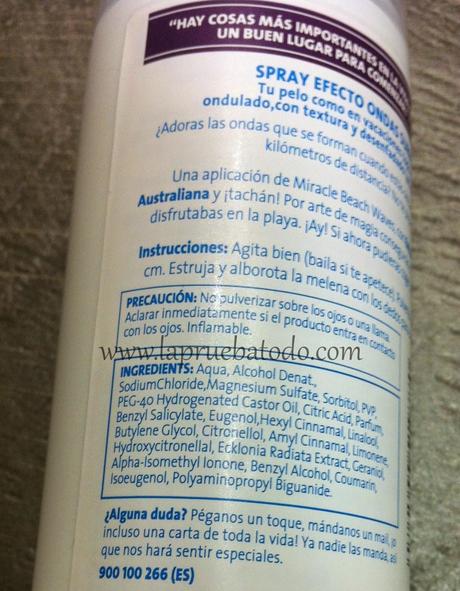 “HAY COSAS MÁS IMPORTANTES EN LA
UN BUEN LUGAR PARA
SPRAY EFECTO ONDAS
Tu pelo como en vacaciones
ondulado,con textura y desenfadado
¿Adoras las ondas que se forman cuando estás
kilómetros de distancia?
Una aplicación de Miracle Beach Waves, con
Australiana y ¡tachán! Por arte de magia
disfrutabas en la playa. ¡Ay! Si ahora pudieras
Instrucciones: Agita bien (baila si te apetece).
cm. Estruja y alborota la melena con los dedos
PRECAUCIÓN: No pulverizar sobre los ojos o una llama.
Aclarar inmediatamente si el producto entra en contacto
con los ojos. Inflamable.
www.lapruebatodo.com
INGREDIENTS: Aqua, Alcohol Denat.,
SodiumChloride,Magnesium Sulfate, Sorbitol, PVP,
PEG-40 Hydrogenated Castor Oil, Citric Acid, Parfum,
Benzyl Salicylate, Eugenol,Hexyl Cinnamal, Linalool,
Butylene Glycol, Citronellol, Amyl Cinnamal, Limonene,
Hydroxycitronellal, Ecklonia Radiata Extract, Geraniol,
Alpha-Isomethyl Ionone, Benzyl Alcohol, Coumarin,
Isoeugenol, Polyaminopropyl Biguanide.
¿Alguna duda? Péganos un toque, mándanos un mail, ¡o
incluso una carta de toda la vida! Ya nadie las manda, así
que nos hará sentir especiales.
900 100 266 (ES)